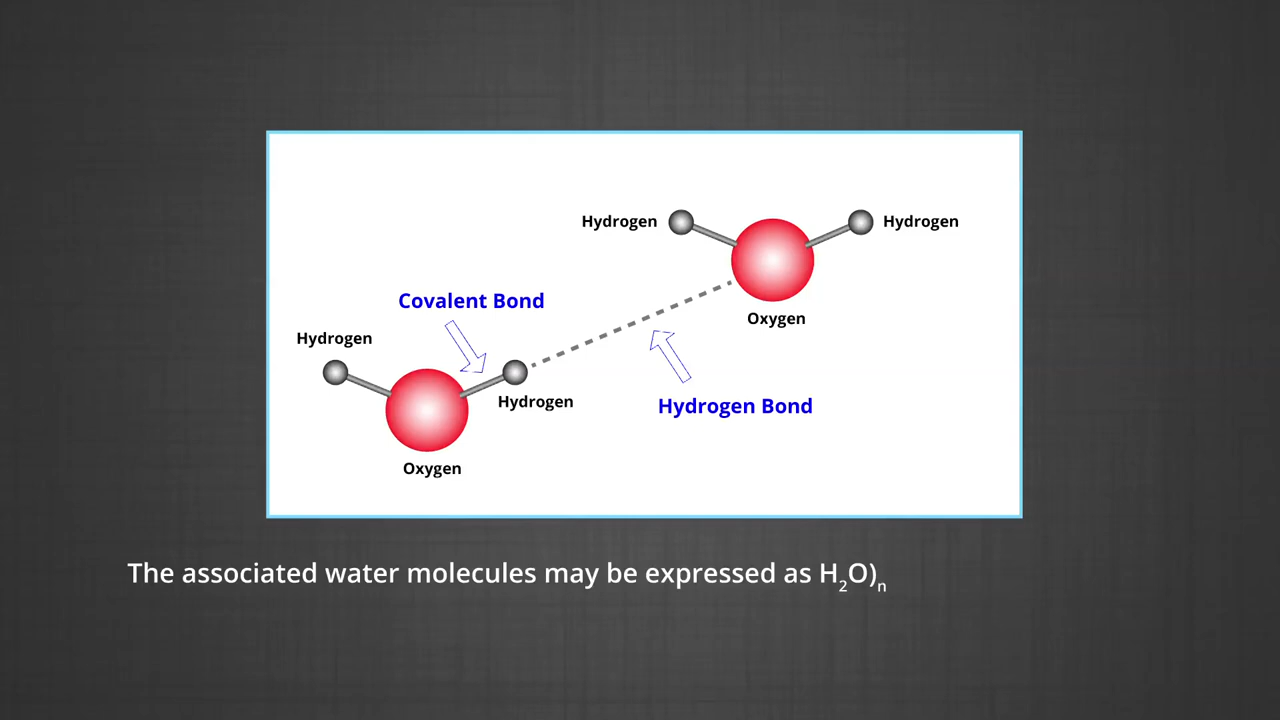 Hydrogen
Hydrogen
Covalent Bond
Oxygen
Hydrogen
Hydrogen
Hydrogen Bond
Oxygen
The associated water molecules may be expressed as H₂O)ₙ